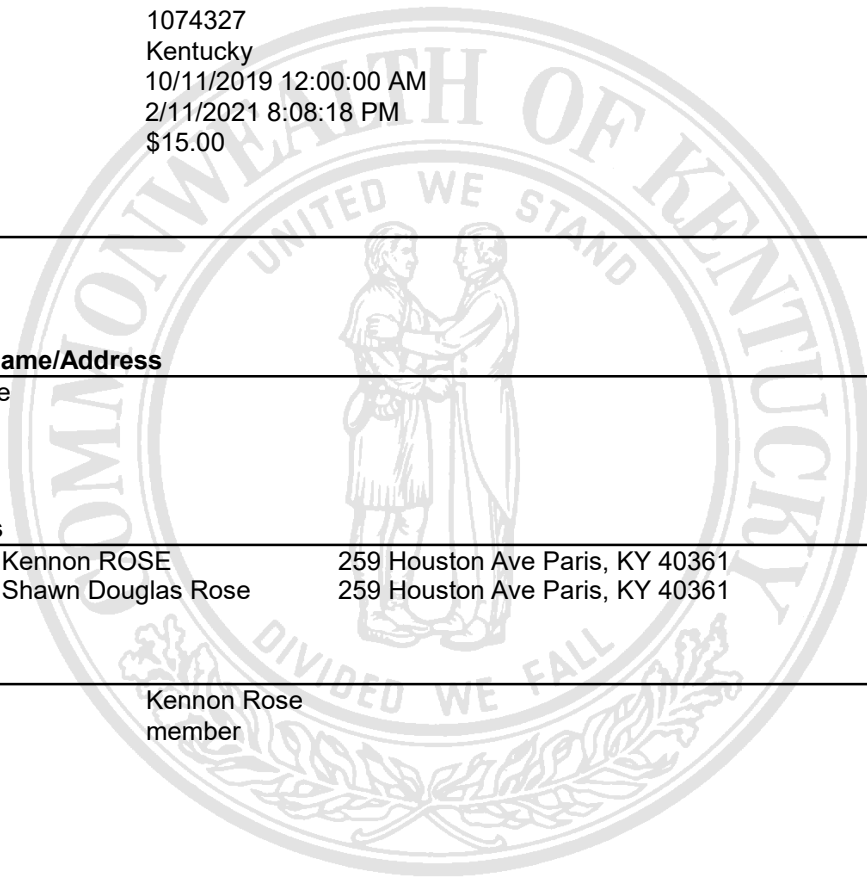 1074327
Kentucky
10/11/2019 12:00:00 AM
2/11/2021 8:08:18 PM
$15.00
COMMONWEALTH OF KENTUCKY
UNITED WE STAND
ame/Address
e
s
Kennon ROSE 259 Houston Ave Paris, KY 40361
Shawn Douglas Rose 259 Houston Ave Paris, KY 40361
DIVIDED WE FALL
Kennon Rose
member